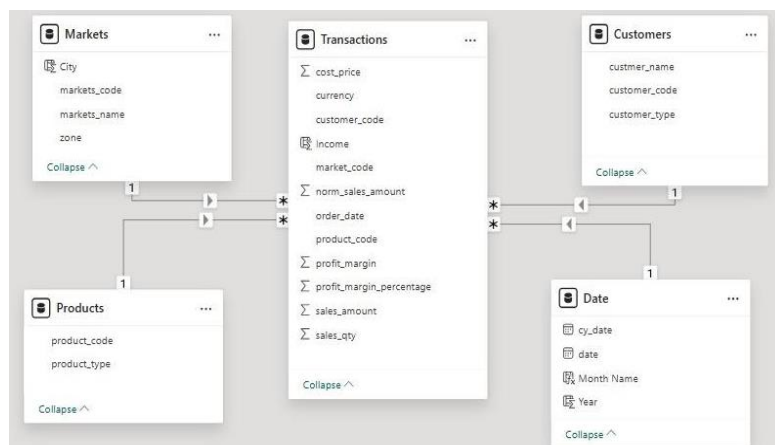 Markets
City
markets_code
markets_name
zone
Collapse
1
Transactions
cost_price
currency
customer_code
Income
market_code
norm_sales_amount
order_date
product_code
profit_margin
profit_margin_percentage
sales_amount
sales_qty
Collapse
*
*
*
*
Customers
custmer_name
customer_code
customer_type
Collapse
1
1
Products
product_code
product_type
Collapse
1
Date
cy_date
date
Month Name
Year
Collapse